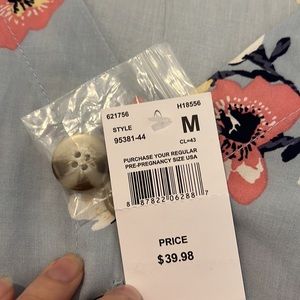 621756 H18556
STYLE M
95381-44 CL=43
PURCHASE YOUR REGULAR
PRE-PREGNANCY SIZE USA
8 87822 06288 7
PRICE
$39.98